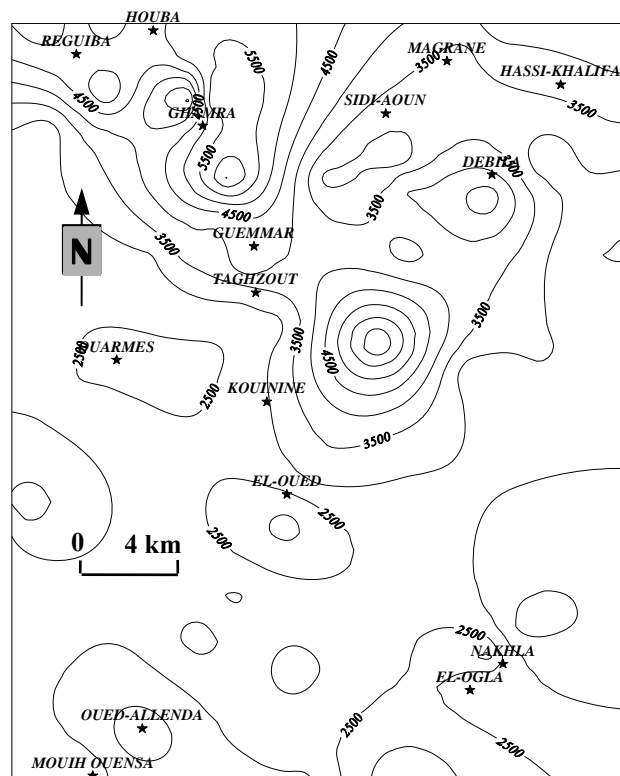 HOUBA
REGUIBA
MAGRANE
HASSI-KHALIFA
5500
4500
3500
4500
4500
GHAMRA
SIDI-AOUN
3500
5500
DEBILA
3500
3500
4500
GUEMMAR
3500
N
TAGHZOUT
3500
3500
OUARMES
2500
4500
KOUININE
2500
3500
EL-OUED
2500
2500
0 4 km
2500
NAKHLA
EL-OGLA
OUED-ALLENDA
2500
2500
MOUIH OUENSA